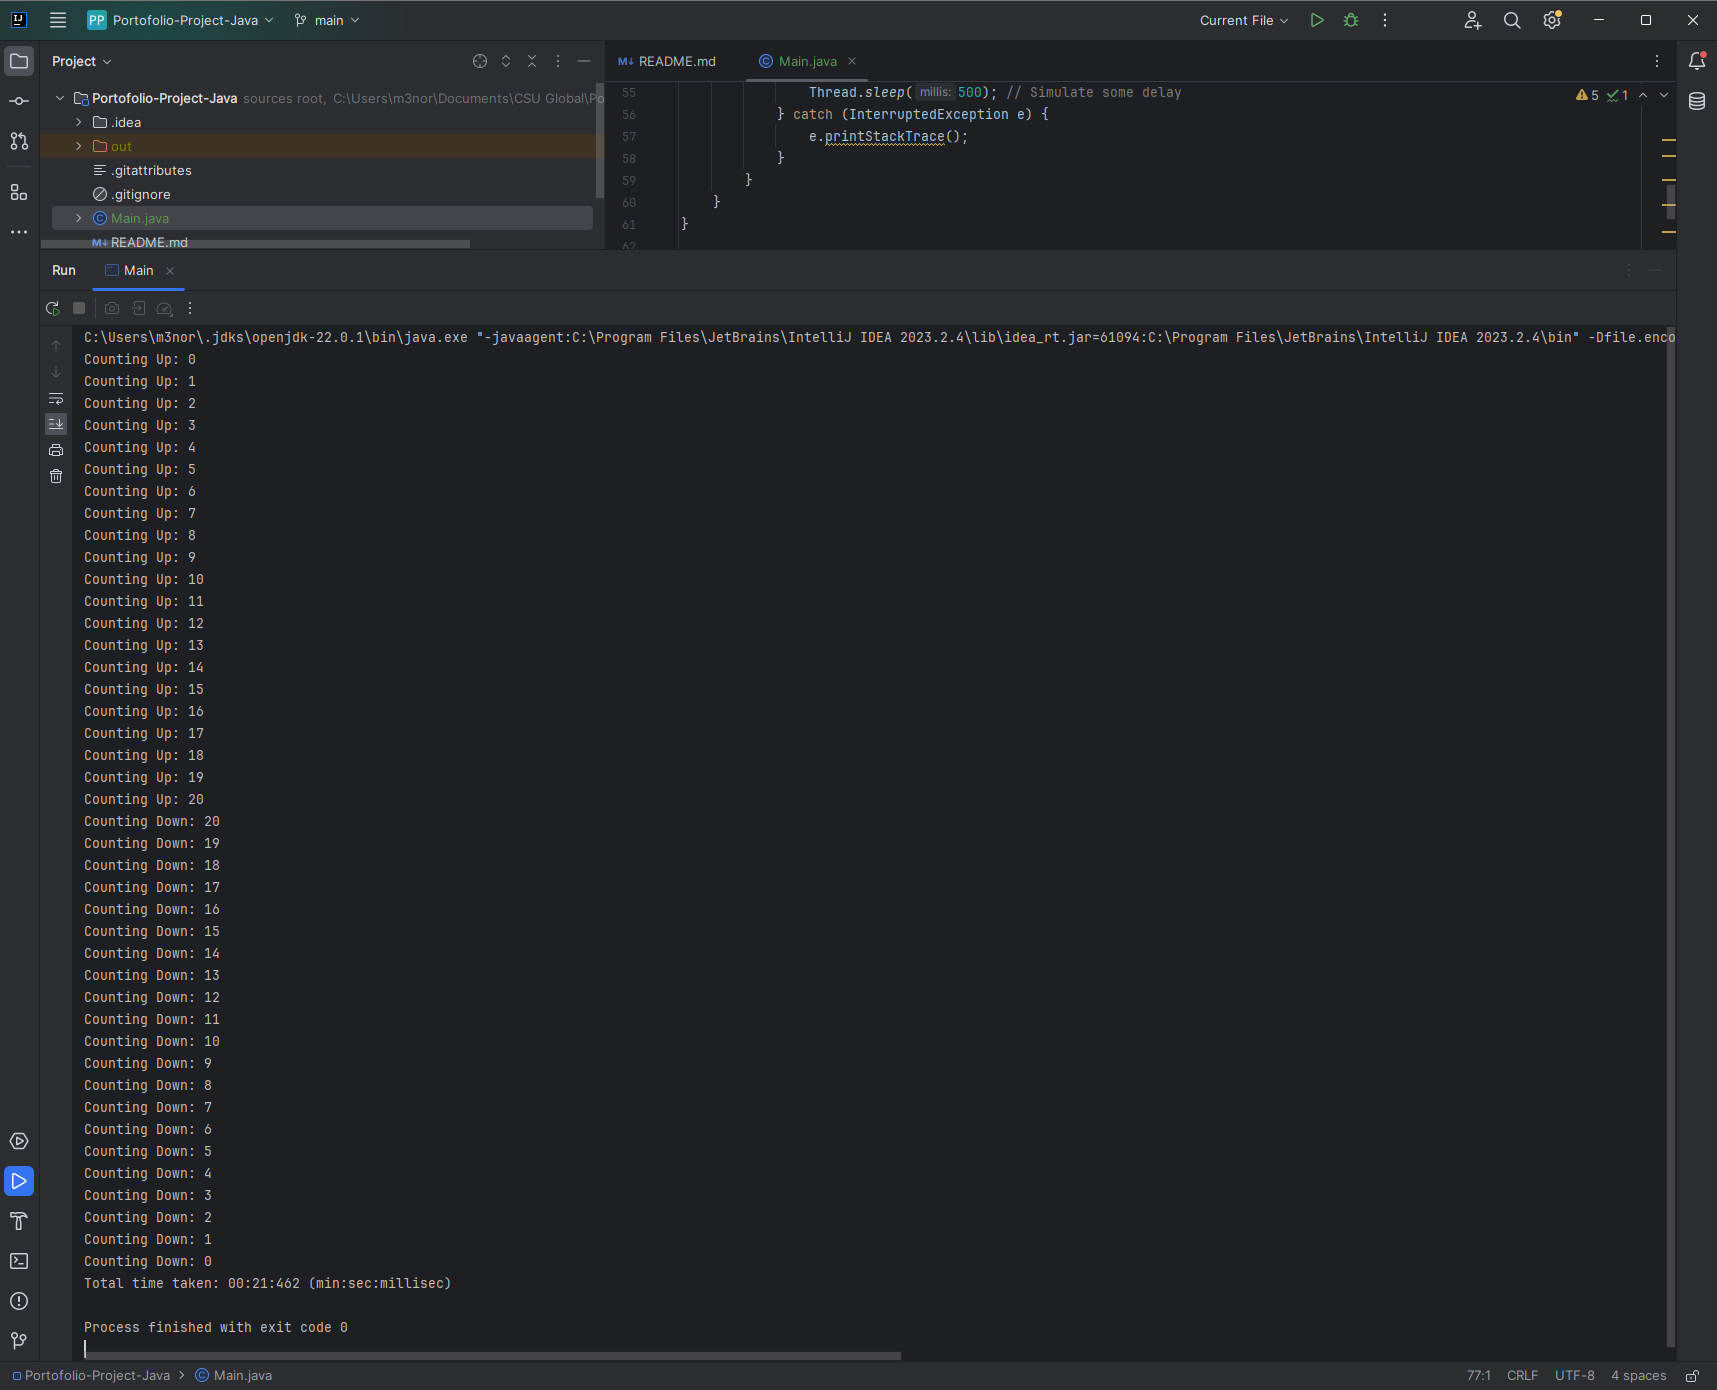 PP Portofolio-Project-Java main Current File
Project
README.md Main.java
Portofolio-Project-Java sources root, C:\Users\m3nor\Documents\CSU Global\Po
.idea
out
.gitattributes
.gitignore
Main.java
README.md
55 Thread.sleep( millis: 500); // Simulate some delay
5 1
56 } catch (InterruptedException e) {
57 e.printStackTrace();
58 }
59 }
60 }
61 }
62
Run Main
C:\Users\m3nor\.jdks\openjdk-22.0.1\bin\java.exe "-javaagent:C:\Program Files\JetBrains\IntelliJ IDEA 2023.2.4\lib\idea_rt.jar=61094:C:\Program Files\JetBrains\IntelliJ IDEA 2023.2.4\bin" -Dfile.enco
Counting Up: 0
Counting Up: 1
Counting Up: 2
Counting Up: 3
Counting Up: 4
Counting Up: 5
Counting Up: 6
Counting Up: 7
Counting Up: 8
Counting Up: 9
Counting Up: 10
Counting Up: 11
Counting Up: 12
Counting Up: 13
Counting Up: 14
Counting Up: 15
Counting Up: 16
Counting Up: 17
Counting Up: 18
Counting Up: 19
Counting Up: 20
Counting Down: 20
Counting Down: 19
Counting Down: 18
Counting Down: 17
Counting Down: 16
Counting Down: 15
Counting Down: 14
Counting Down: 13
Counting Down: 12
Counting Down: 11
Counting Down: 10
Counting Down: 9
Counting Down: 8
Counting Down: 7
Counting Down: 6
Counting Down: 5
Counting Down: 4
Counting Down: 3
Counting Down: 2
Counting Down: 1
Counting Down: 0
Total time taken: 00:21:462 (min:sec:millisec)
Process finished with exit code 0
Portofolio-Project-Java Main.java 77:1 CRLF UTF-8 4 spaces